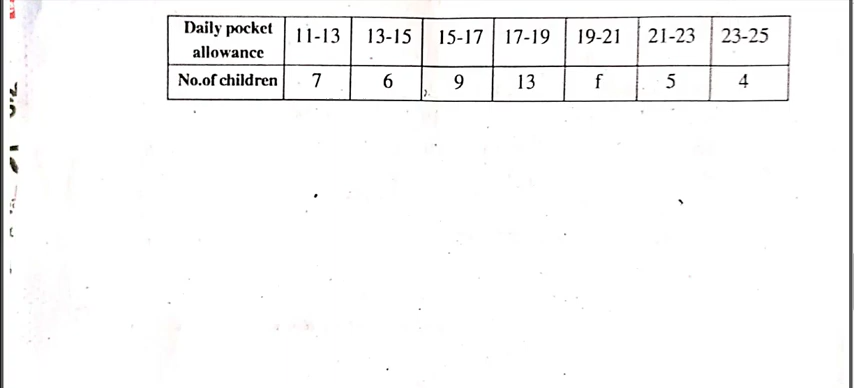 Daily pocket allowance 11-13 13-15 15-17 17-19 19-21 21-23 23-25
No.of children 7 6 9 13 f 5 4